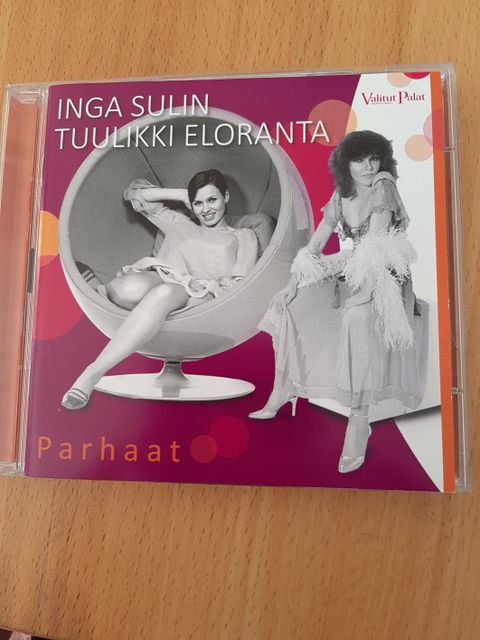 INGA SULIN
TUULIKKI ELORANTA
Valitut Palat
Parhaat